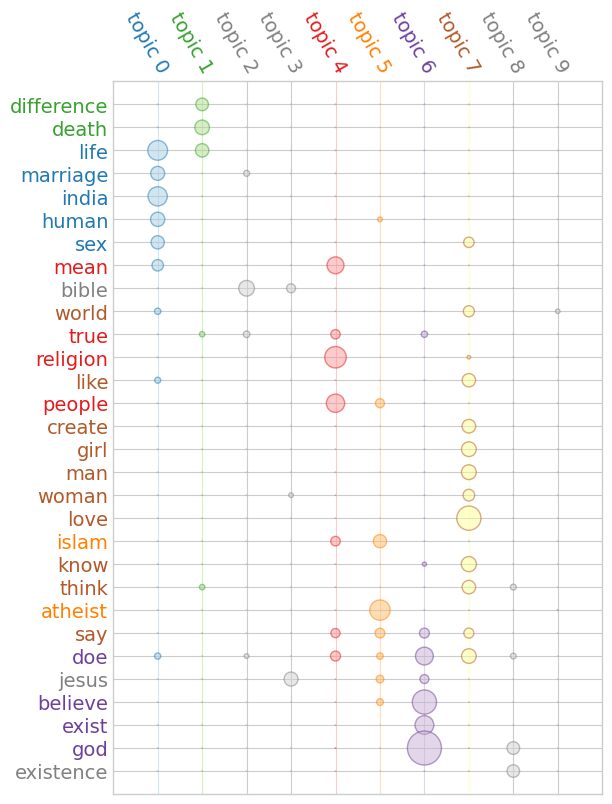 topic 0
topic 1
topic 2
topic 3
topic 4
topic 5
topic 6
topic 7
topic 8
topic 9
difference
death
life
marriage
india
human
sex
mean
bible
world
true
religion
like
people
create
girl
man
woman
love
islam
know
think
atheist
say
doe
jesus
believe
exist
god
existence